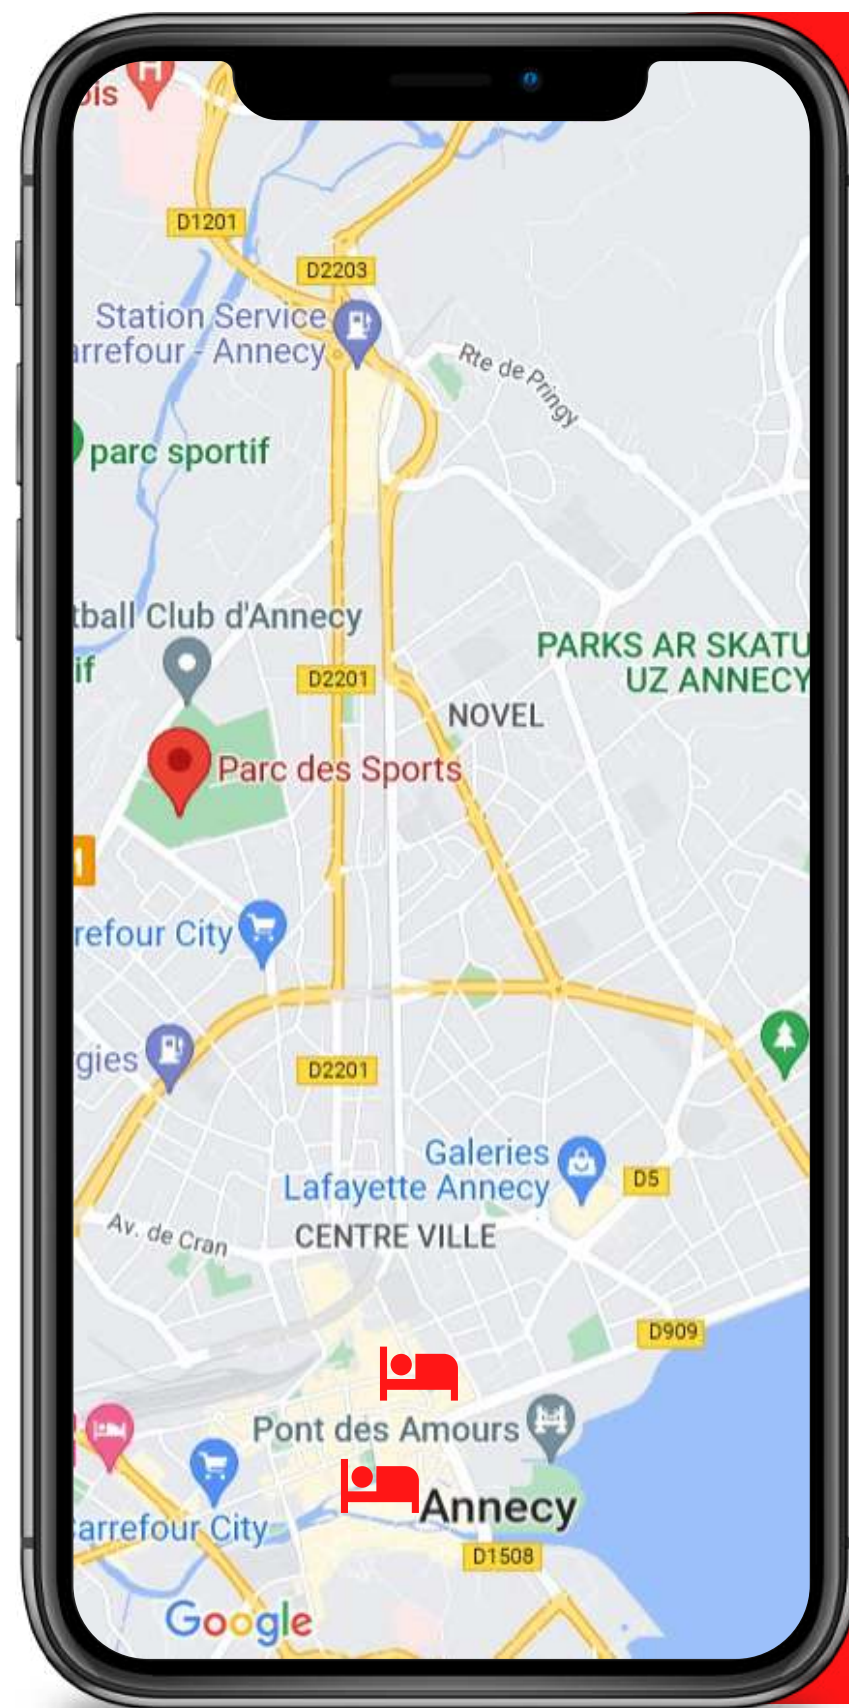 ois
H
D1201
D2203
Station Service
arrefour - Annecy
Rte de Pringy
parc sportif
tball Club d'Annecy
if
PARKS AR SKATU
UZ ANNECY
D2201
NOVEL
Parc des Sports
refour City
gies
D2201
Galeries
Lafayette Annecy
D5
Av. de Cran
CENTRE VILLE
D909
Pont des Amours
Annecy
arrefour City
D1508
Google